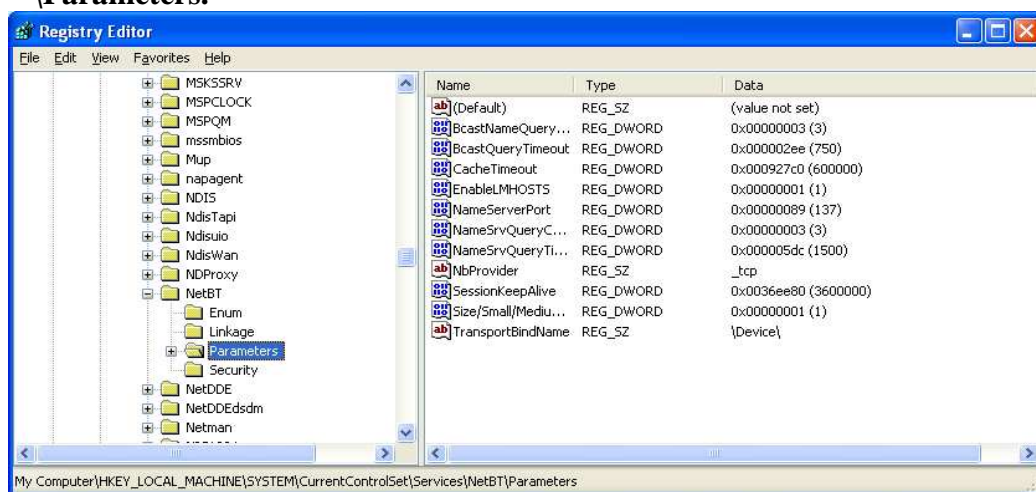 \Parameters.
Registry Editor
File Edit View Favorites Help
Name Type Data
MSKSSRV
MSPCLOCK
MSPQM
mssmbios
Mup
napagent
NDIS
NdisTapi
Ndisuio
NdisWan
NDProxy
NetBT
Enum
Linkage
Parameters
Security
NetDDE
NetDDEdsdm
Netman
(Default) REG_SZ (value not set)
BcastNameQuery... REG_DWORD 0x00000003 (3)
BcastQueryTimeout REG_DWORD 0x000002ee (750)
CacheTimeout REG_DWORD 0x000927c0 (600000)
EnableLMHOSTS REG_DWORD 0x00000001 (1)
NameServerPort REG_DWORD 0x00000089 (137)
NameSrvQueryC... REG_DWORD 0x00000003 (3)
NameSrvQueryTi... REG_DWORD 0x000005dc (1500)
NbProvider REG_SZ _tcp
SessionKeepAlive REG_DWORD 0x0036ee80 (3600000)
Size/Small/Mediu... REG_DWORD 0x00000001 (1)
TransportBindName REG_SZ \Device\
My Computer\HKEY_LOCAL_MACHINE\SYSTEM\CurrentControlSet\Services\NetBT\Parameters